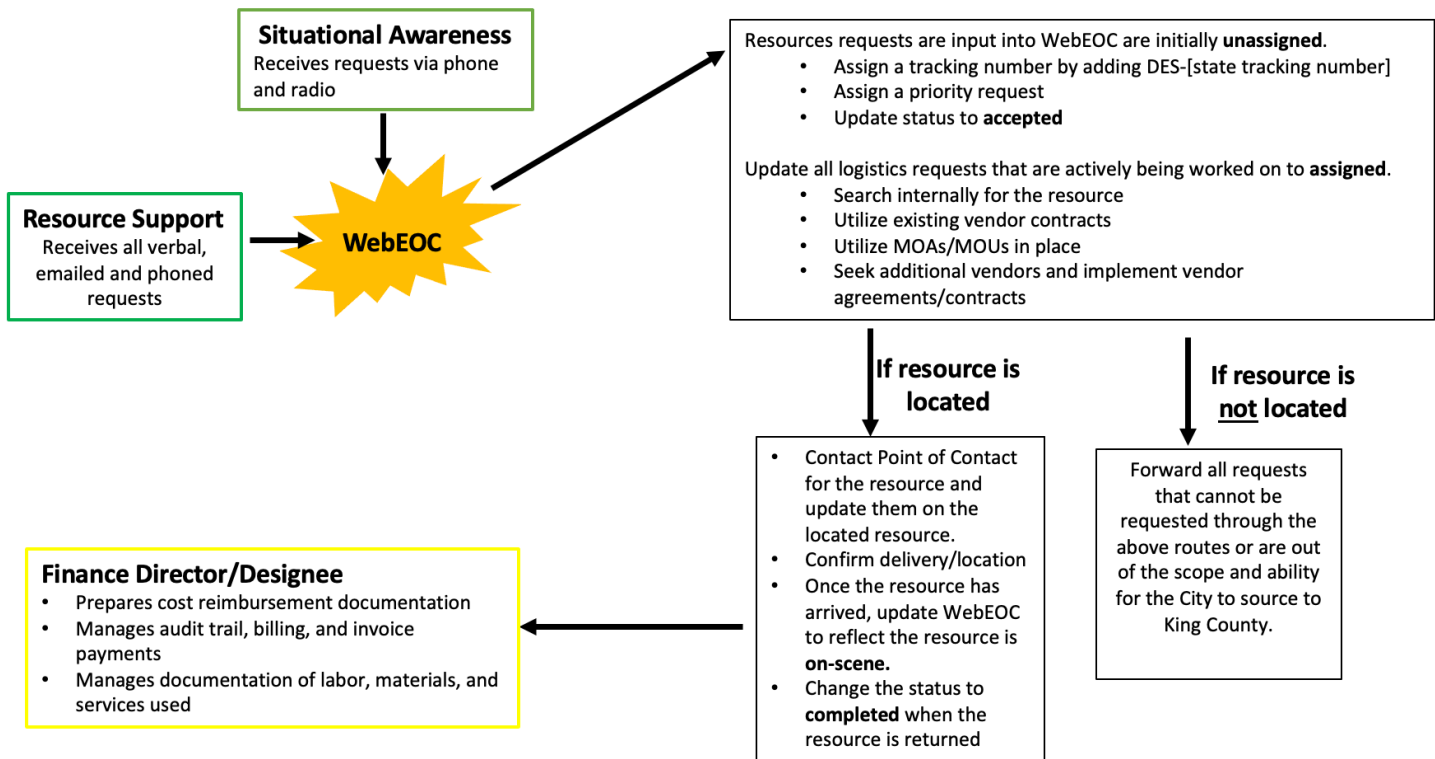 Situational Awareness
Receives requests via phone
and radio
Resource Support
Receives all verbal,
emailed and phoned
requests
WebEOC
Resources requests are input into WebEOC are initially unassigned.
• Assign a tracking number by adding DES-[state tracking number]
• Assign a priority request
• Update status to accepted
Update all logistics requests that are actively being worked on to assigned.
• Search internally for the resource
• Utilize existing vendor contracts
• Utilize MOAs/MOUs in place
• Seek additional vendors and implement vendor
agreements/contracts
If resource is
located
If resource is
not located
• Contact Point of Contact
for the resource and
update them on the
located resource.
• Confirm delivery/location
• Once the resource has
arrived, update WebEOC
to reflect the resource is
on-scene.
• Change the status to
completed when the
resource is returned
Forward all requests
that cannot be
requested through the
above routes or are out
of the scope and ability
for the City to source to
King County.
Finance Director/Designee
• Prepares cost reimbursement documentation
• Manages audit trail, billing, and invoice
payments
• Manages documentation of labor, materials, and
services used